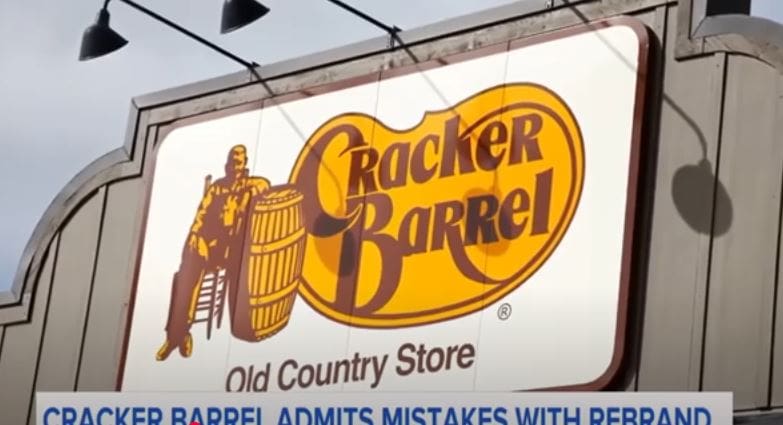 Cracker
Barrel
®
Old Country Store
CRACKER BARREL ADMITS MISTAKES WITH REBRAND